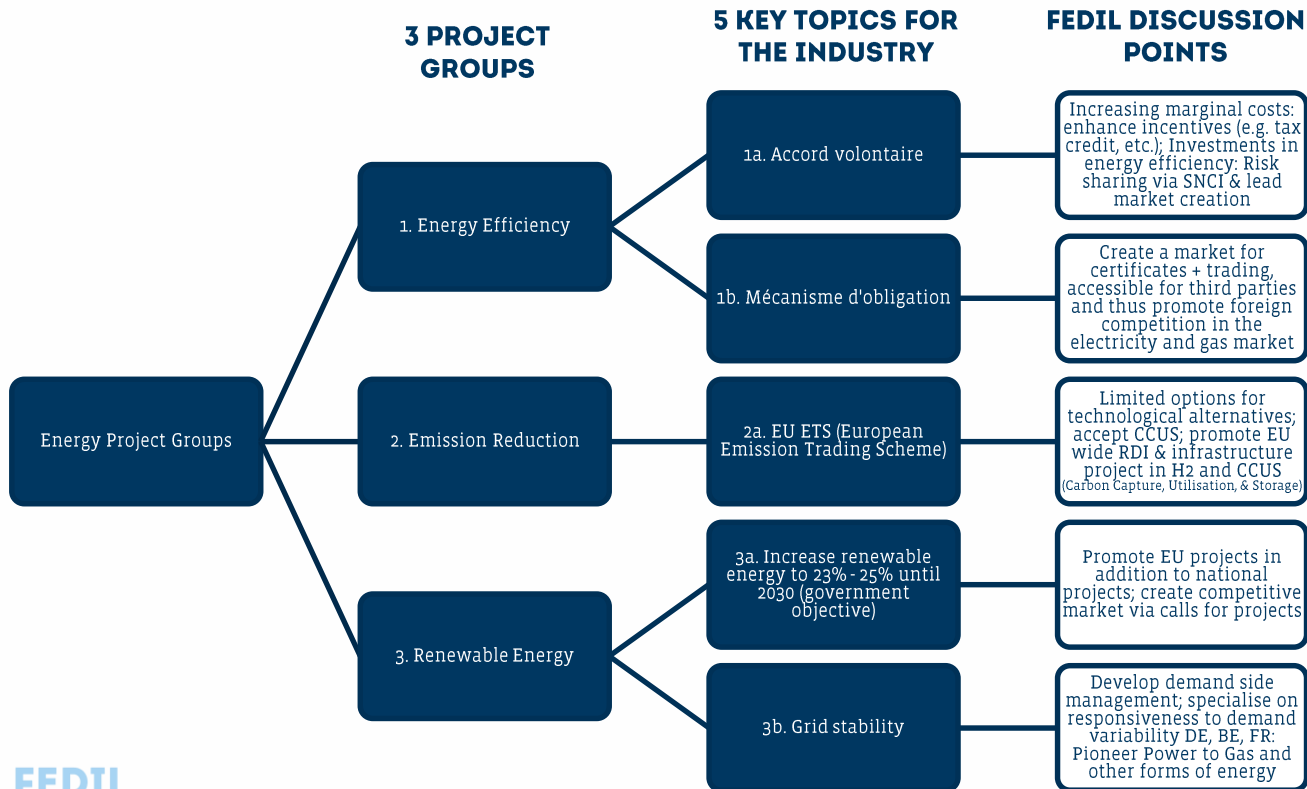 3 PROJECT
GROUPS
5 KEY TOPICS FOR
THE INDUSTRY
FEDIL DISCUSSION
POINTS
Energy Project Groups
1. Energy Efficiency
1a. Accord volontaire
Increasing marginal costs:
enhance incentives (e.g. tax
credit, etc.); Investments in
energy efficiency: Risk
sharing via SNCI & lead
market creation
1b. Mécanisme d'obligation
Create a market for
certificates + trading,
accessible for third parties
and thus promote foreign
competition in the
electricity and gas market
2. Emission Reduction
2a. EU ETS (European
Emission Trading Scheme)
Limited options for
technological alternatives;
accept CCUS; promote EU
wide RDI & infrastructure
project in H2 and CCUS
(Carbon Capture, Utilisation, & Storage)
3. Renewable Energy
3a. Increase renewable
energy to 23% - 25% until
2030 (government
objective)
Promote EU projects in
addition to national
projects; create competitive
market via calls for projects
3b. Grid stability
Develop demand side
management; specialise on
responsiveness to demand
variability DE, BE, FR:
Pioneer Power to Gas and
other forms of energy
FEDIL